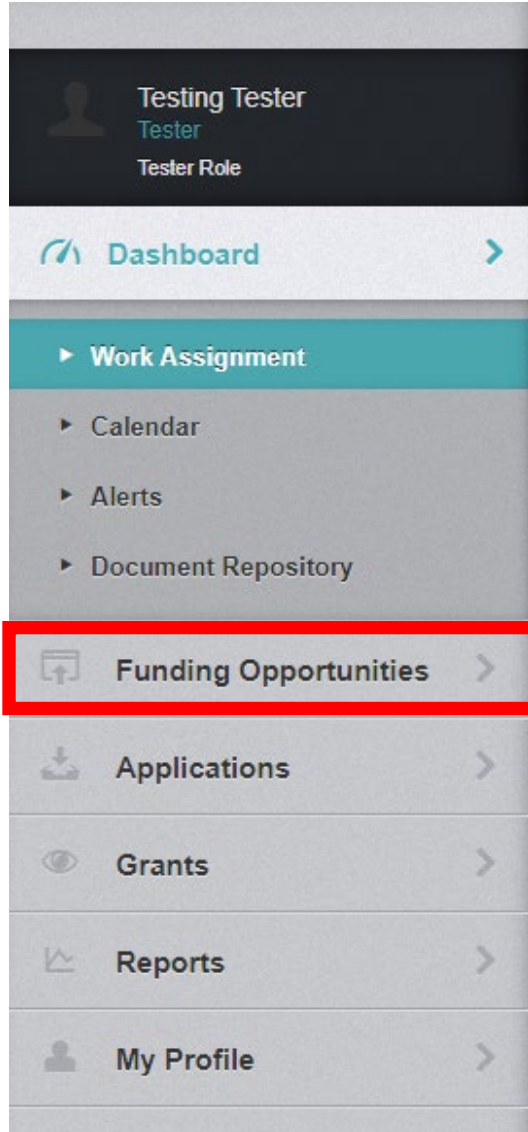 Testing Tester
Tester
Tester Role
Dashboard
Work Assignment
Calendar
Alerts
Document Repository
Funding Opportunities
Applications
Grants
Reports
My Profile